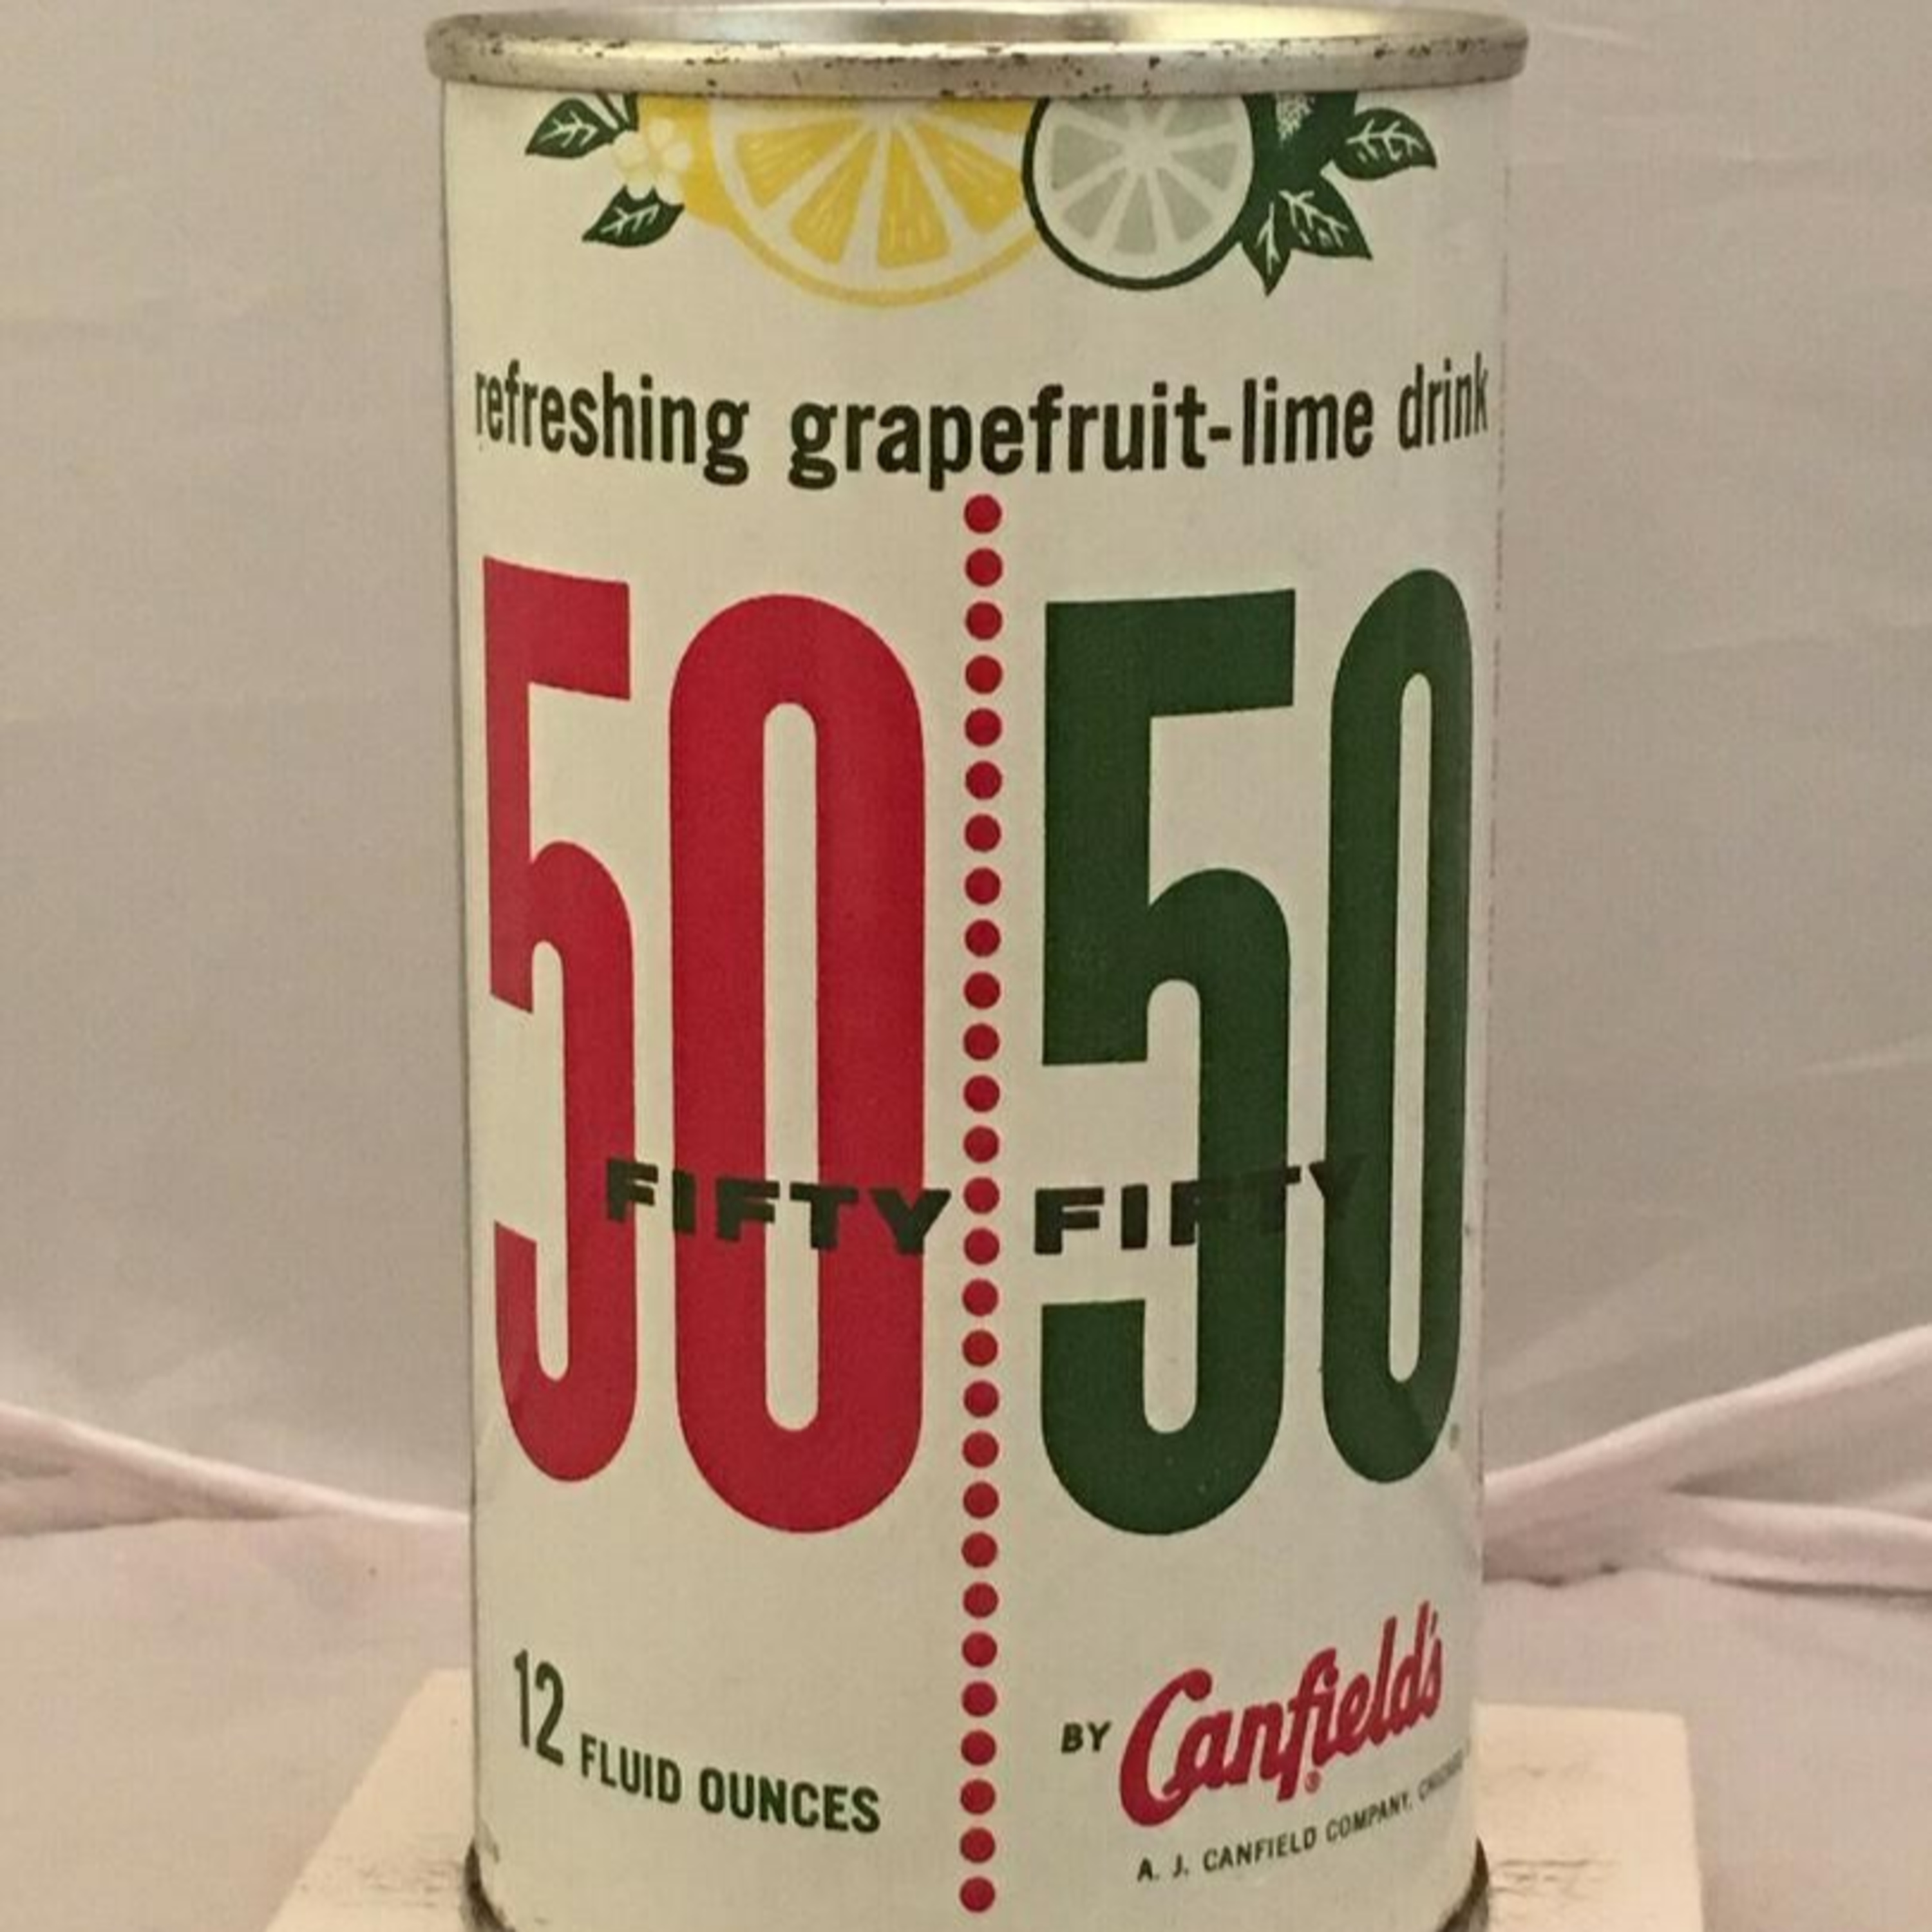 refreshing grapefruit-lime drink
50 50
FIFTY FIFTY
12 FLUID OUNCES
BY Canfield's®
A. J. CANFIELD COMPANY,